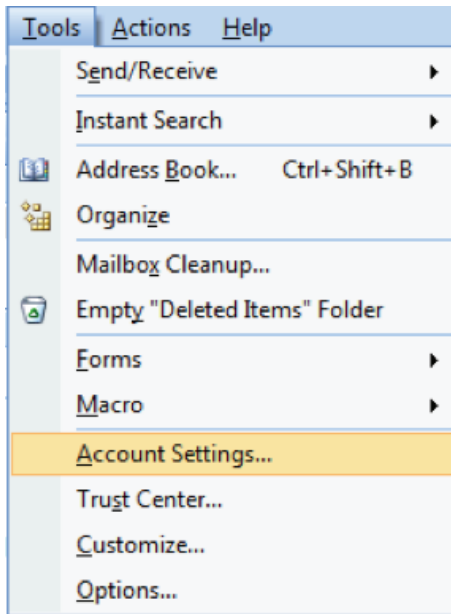 Tools Actions Help
Send/Receive
Instant Search
Address Book... Ctrl+Shift+B
Organize
Mailbox Cleanup...
Empty "Deleted Items" Folder
Forms
Macro
Account Settings...
Trust Center...
Customize...
Options...